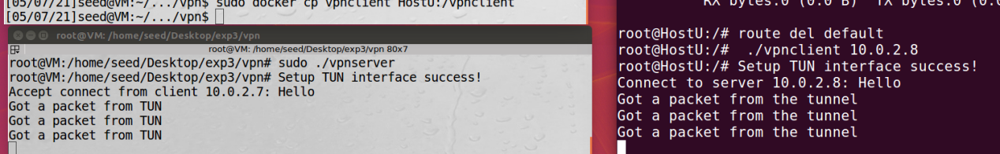 [05/07/21]seed@VM:~/.../vpn$ sudo docker cp vpnclient HostU:/vpnclient
[05/07/21]seed@VM:~/.../vpn$
root@VM: /home/seed/Desktop/exp3/vpn
root@VM: /home/seed/Desktop/exp3/vpn 80x7
root@VM:/home/seed/Desktop/exp3/vpn# sudo ./vpnserver
root@VM:/home/seed/Desktop/exp3/vpn# Setup TUN interface success!
Accept connect from client 10.0.2.7: Hello
Got a packet from TUN
Got a packet from TUN
Got a packet from TUN
RX bytes:0 (0.0 B)  TX bytes:0 (0.0
root@HostU:/# route del default
root@HostU:/#  ./vpnclient 10.0.2.8
root@HostU:/# Setup TUN interface success!
Connect to server 10.0.2.8: Hello
Got a packet from the tunnel
Got a packet from the tunnel
Got a packet from the tunnel